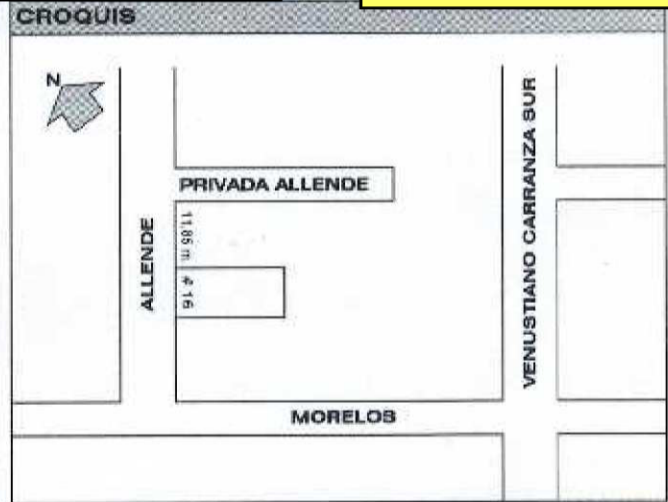 CROQUIS
N
PRIVADA ALLENDE
ALLENDE
11.85 m.
# 16
VENUSTIANO CARRANZA SUR
MORELOS